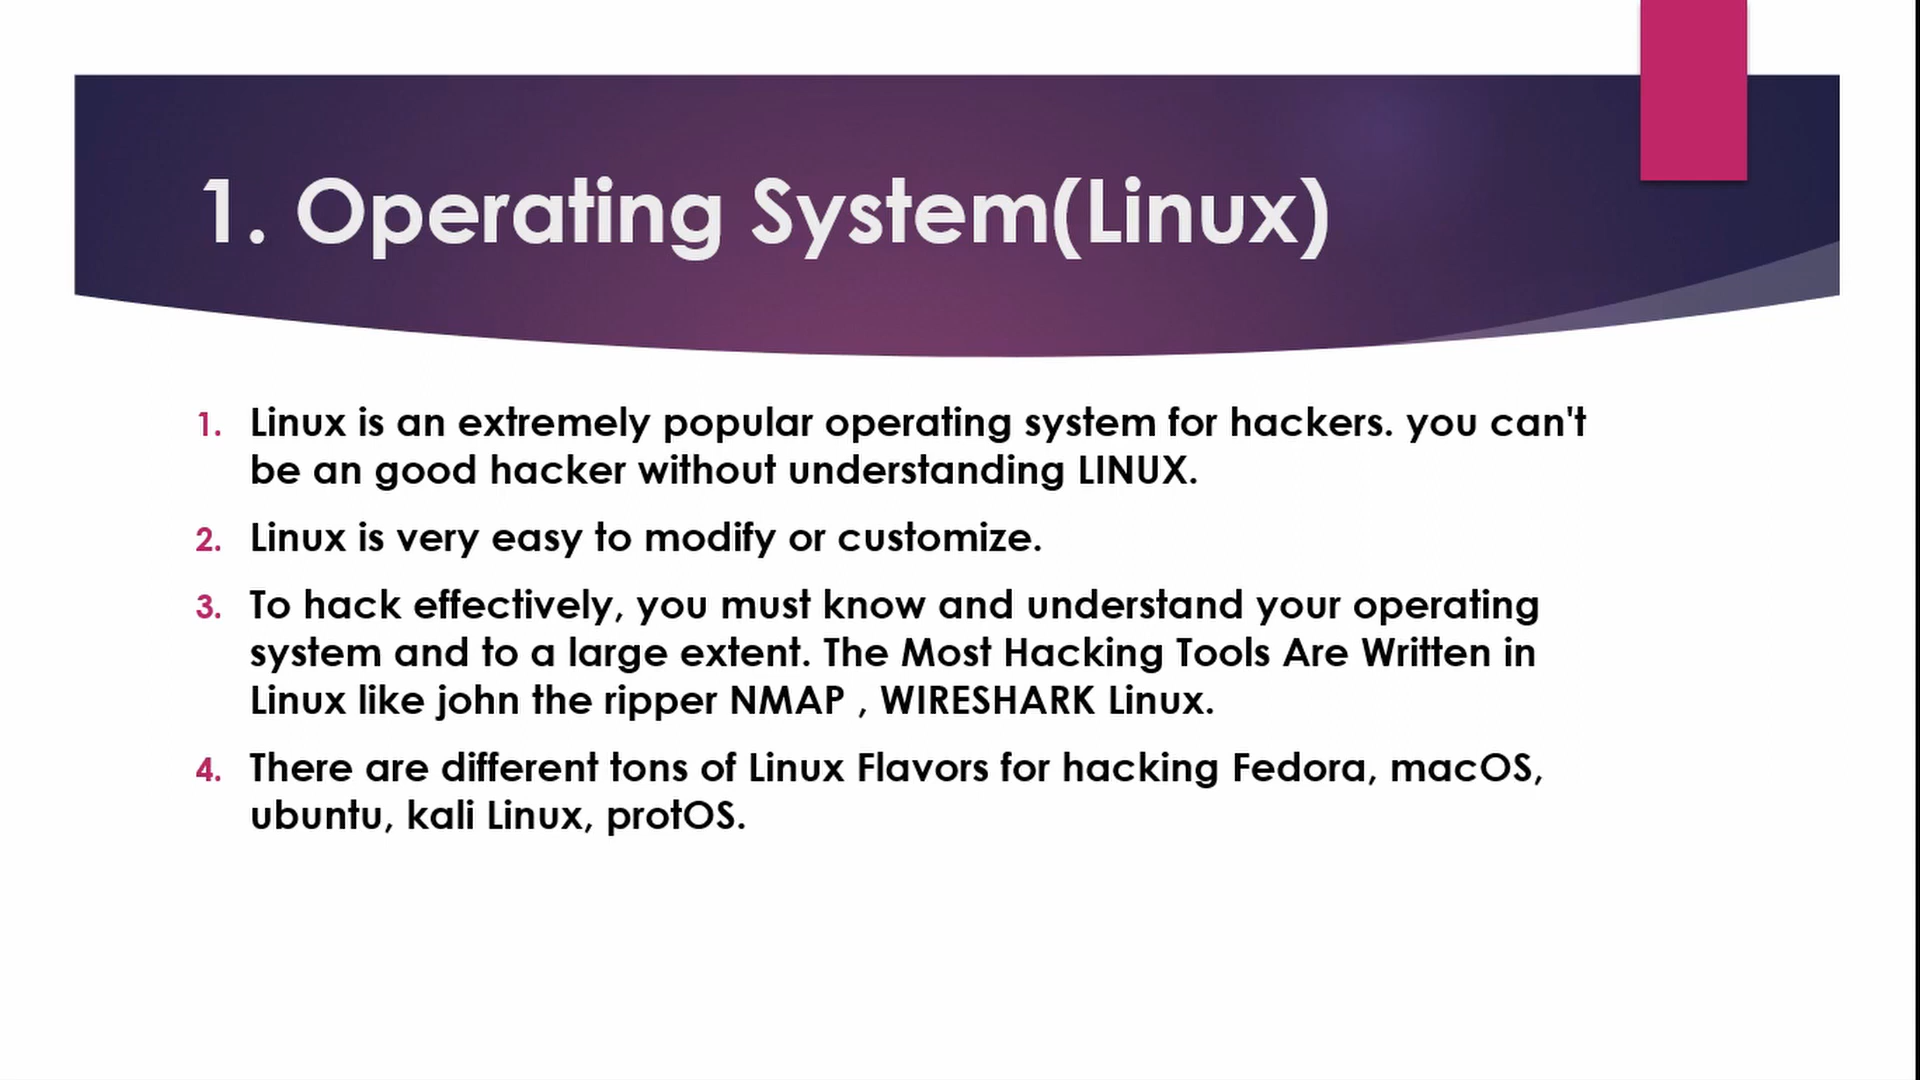 1. Operating System(Linux)
1. Linux is an extremely popular operating system for hackers. you can't
be an good hacker without understanding LINUX.
2. Linux is very easy to modify or customize.
3. To hack effectively, you must know and understand your operating
system and to a large extent. The Most Hacking Tools Are Written in
Linux like john the ripper NMAP , WIRESHARK Linux.
4. There are different tons of Linux Flavors for hacking Fedora, macOS,
ubuntu, kali Linux, protOS.